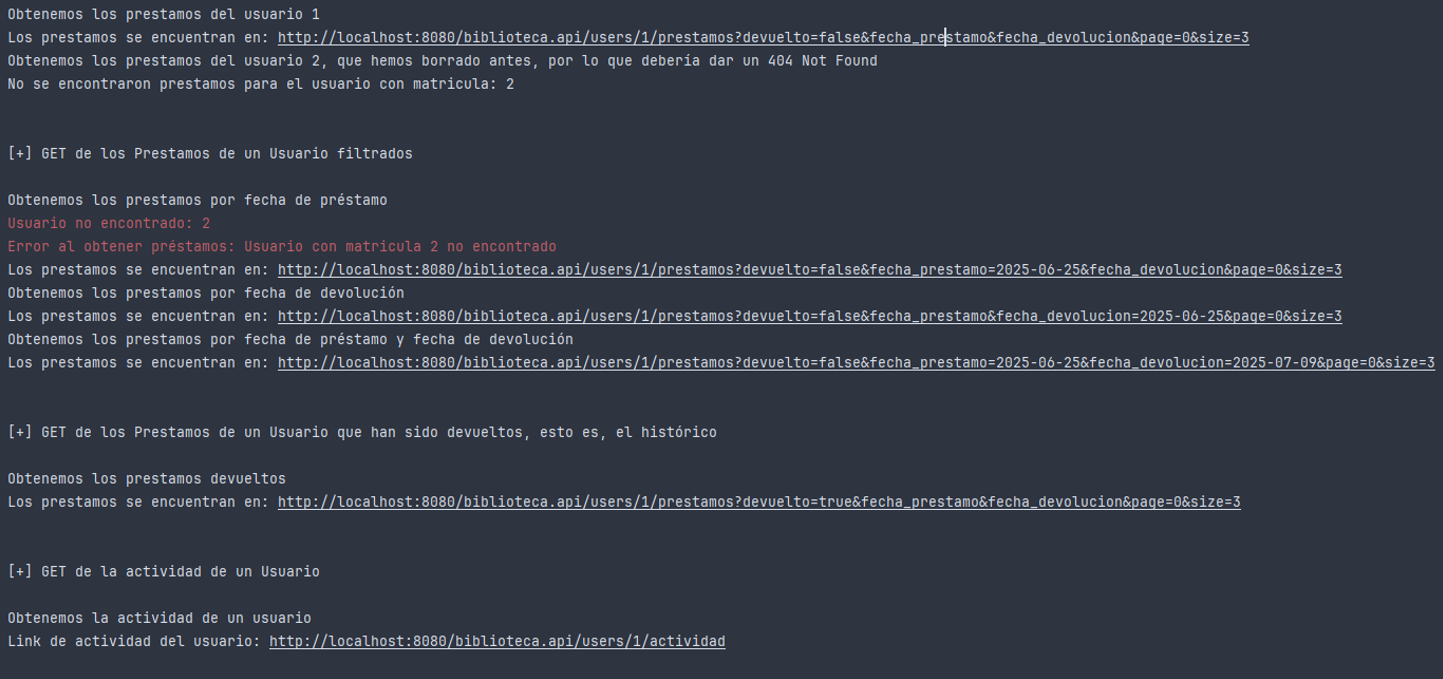 Obtenemos los prestamos del usuario 1
Los prestamos se encuentran en: http://localhost:8080/biblioteca.api/users/1/prestamos?devuelto=false&fecha_prestamo&fecha_devolucion&page=0&size=3
Obtenemos los prestamos del usuario 2, que hemos borrado antes, por lo que debería dar un 404 Not Found
No se encontraron prestamos para el usuario con matricula: 2
[+] GET de los Prestamos de un Usuario filtrados
Obtenemos los prestamos por fecha de préstamo
Usuario no encontrado: 2
Error al obtener préstamos: Usuario con matricula 2 no encontrado
Los prestamos se encuentran en: http://localhost:8080/biblioteca.api/users/1/prestamos?devuelto=false&fecha_prestamo=2025-06-25&fecha_devolucion&page=0&size=3
Obtenemos los prestamos por fecha de devolución
Los prestamos se encuentran en: http://localhost:8080/biblioteca.api/users/1/prestamos?devuelto=false&fecha_prestamo&fecha_devolucion=2025-06-25&page=0&size=3
Obtenemos los prestamos por fecha de préstamo y fecha de devolución
Los prestamos se encuentran en: http://localhost:8080/biblioteca.api/users/1/prestamos?devuelto=false&fecha_prestamo=2025-06-25&fecha_devolucion=2025-07-09&page=0&size=3
[+] GET de los Prestamos de un Usuario que han sido devueltos, esto es, el histórico
Obtenemos los prestamos devueltos
Los prestamos se encuentran en: http://localhost:8080/biblioteca.api/users/1/prestamos?devuelto=true&fecha_prestamo&fecha_devolucion&page=0&size=3
[+] GET de la actividad de un Usuario
Obtenemos la actividad de un usuario
Link de actividad del usuario: http://localhost:8080/biblioteca.api/users/1/actividad